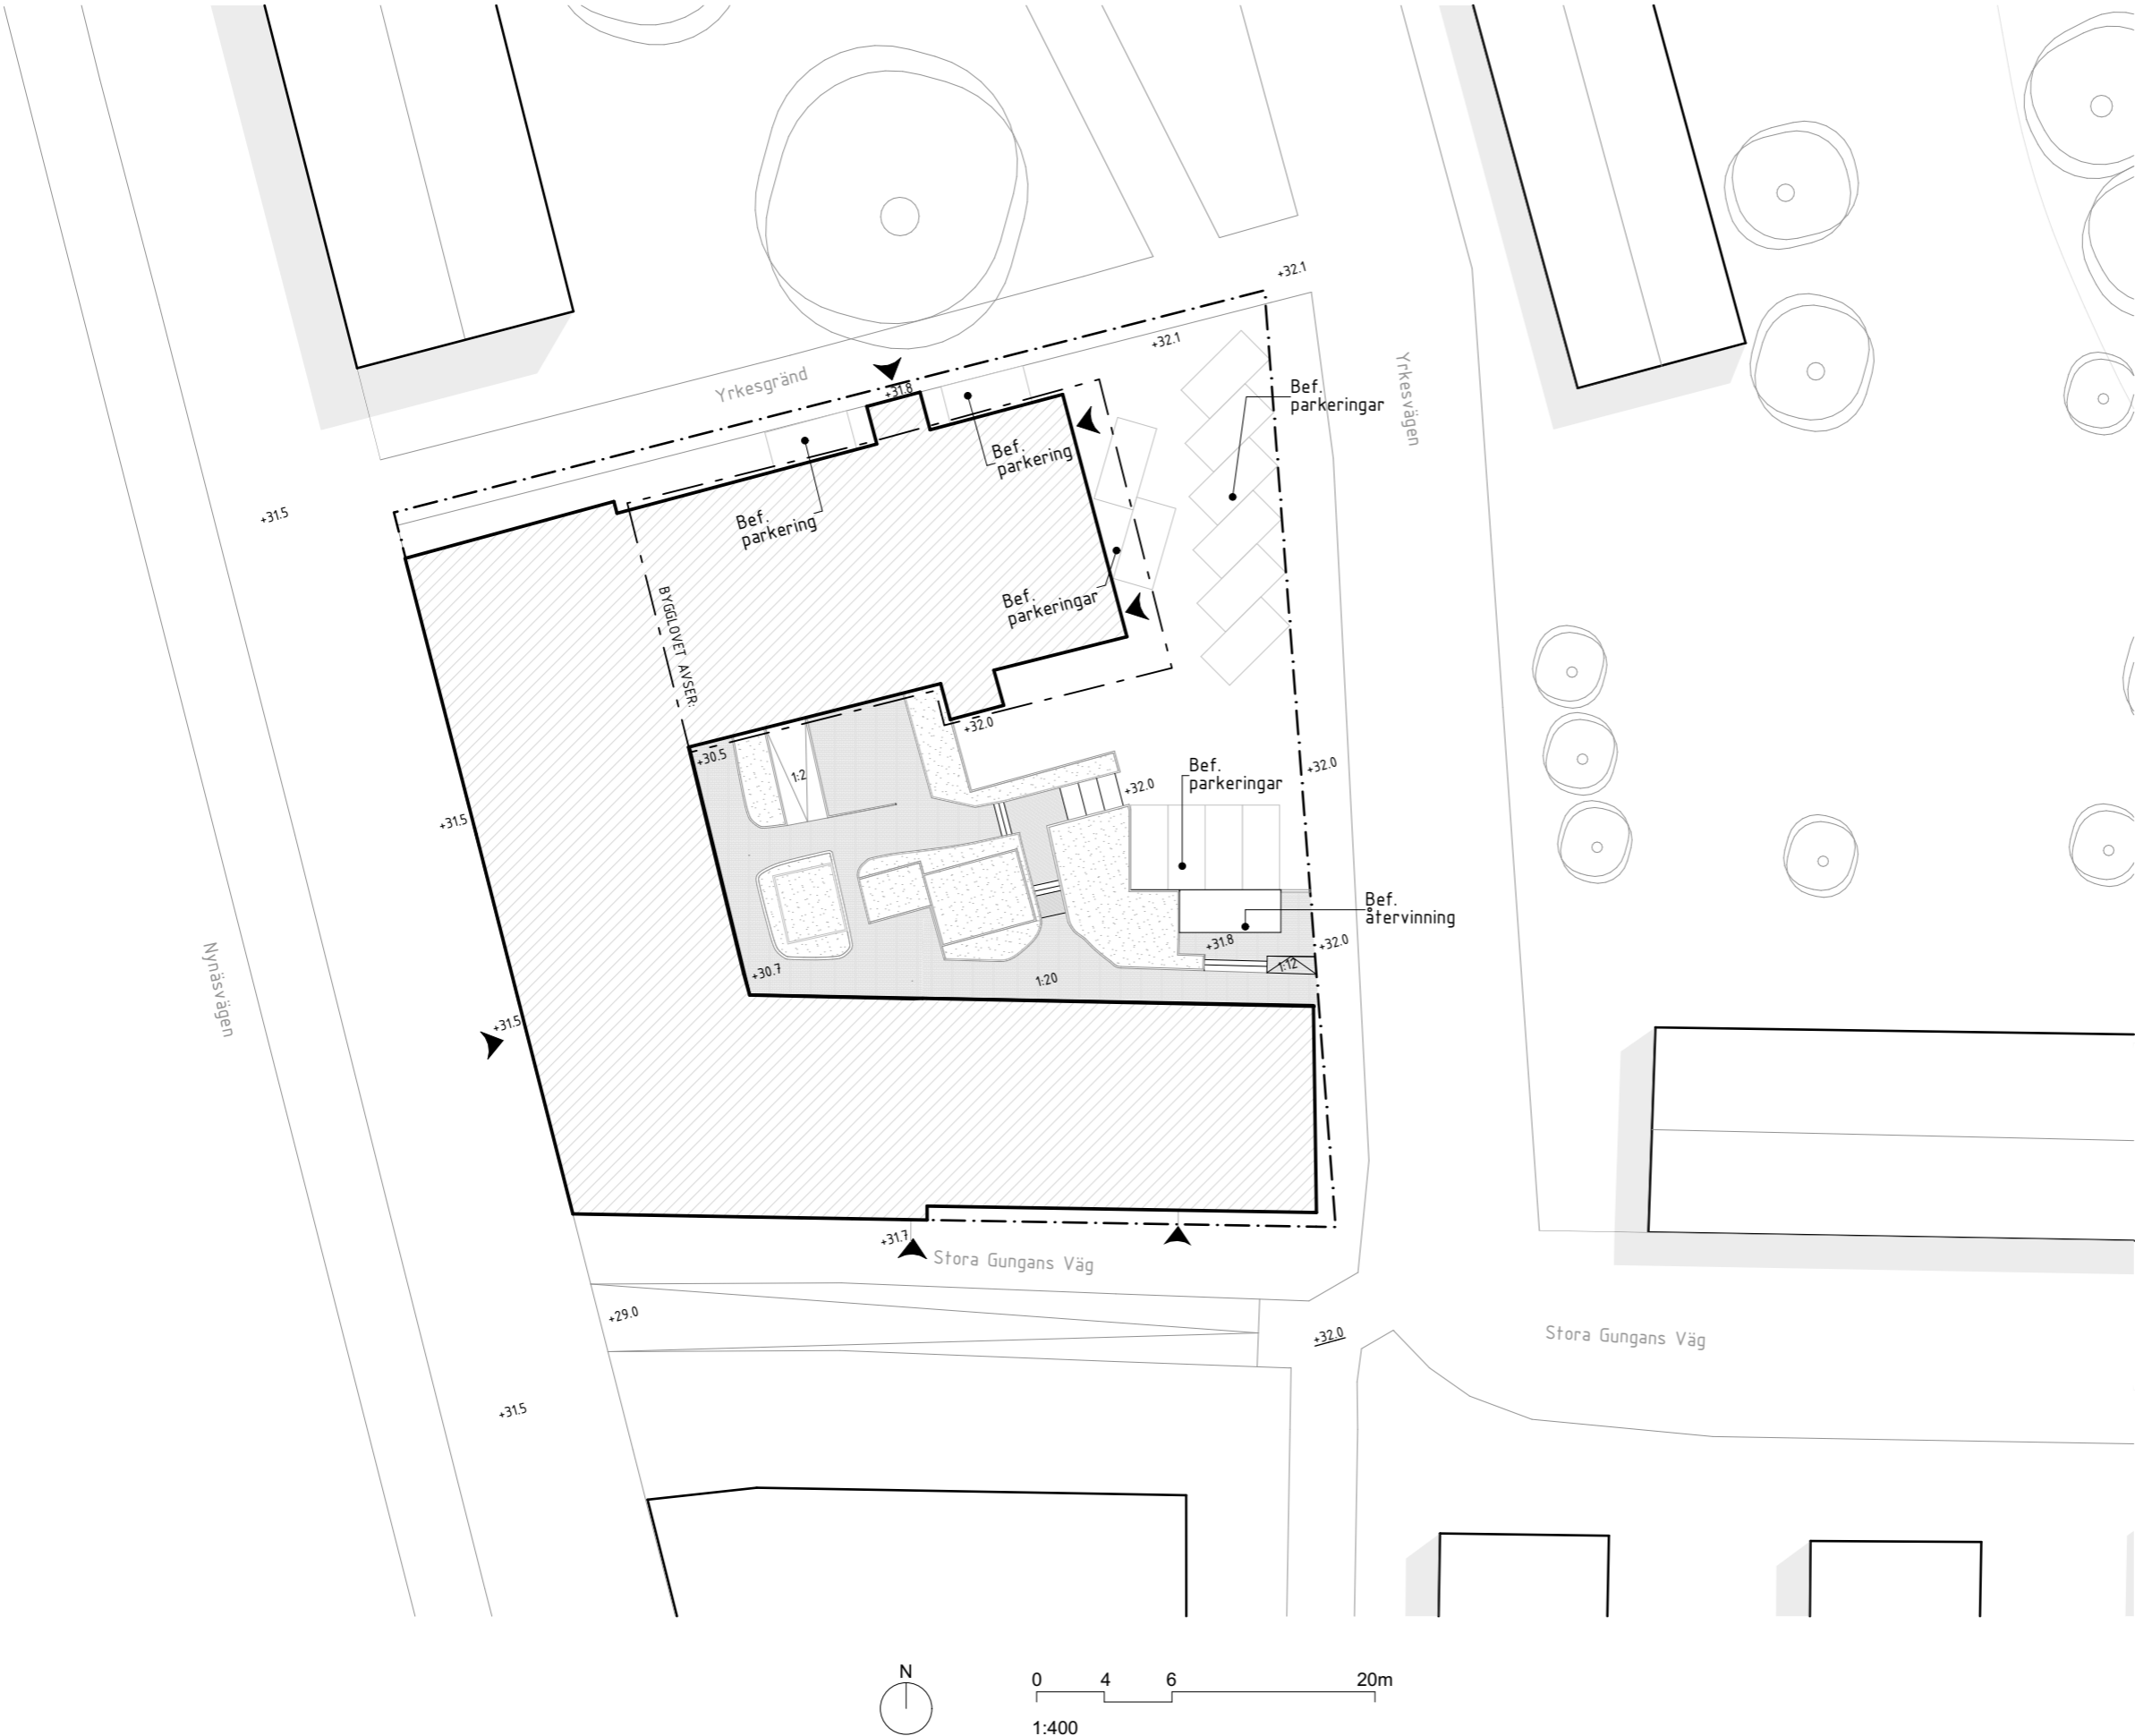 +32.1
+32.1
Yrkesgränd
+31.8
Bef.
parkeringar
Yrkesvägen
Bef.
parkering
+31.5
Bef.
parkering
Bef.
parkeringar
BYGGLOVET AVSER:
+32.0
+30.5
1:2
Bef.
parkeringar
+32.0
+32.0
+31.5
Bef.
återvinning
+31.8
+32.0
1:12
+30.7
1:20
Nynäsvägen
+31.5
+31.7
Stora Gungans Väg
+29.0
+32.0
Stora Gungans Väg
+31.5
N
0 4 6 20m
1:400